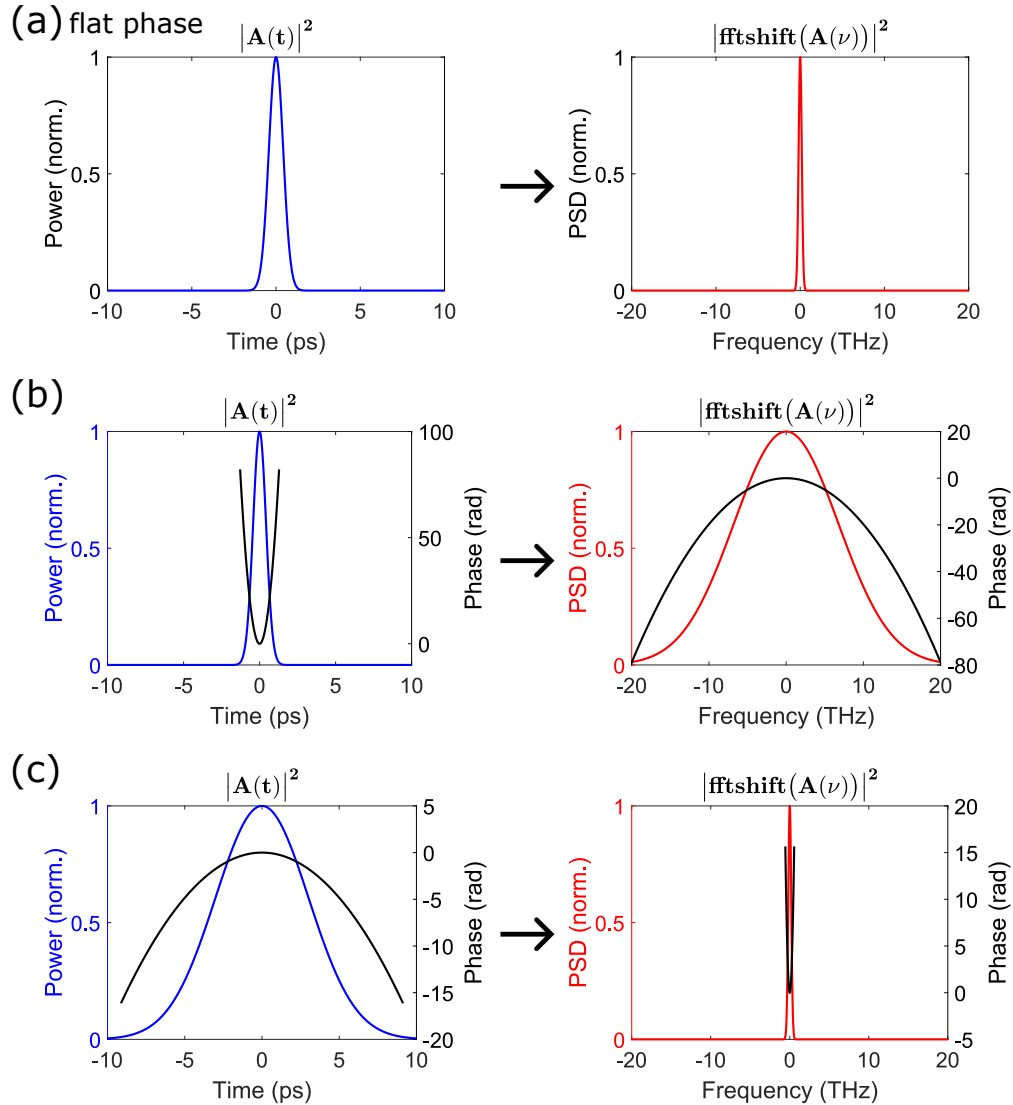 (a) flat phase
|A(t)|²
|fftshift(A(ν))|²
Power (norm.)
1
0.5
0
-10 -5 0 5 10
Time (ps)
PSD (norm.)
1
0.5
0
-20 -10 0 10 20
Frequency (THz)
(b)
|A(t)|²
|fftshift(A(ν))|²
Power (norm.)
1
0.5
0
100
50
0
Phase (rad)
-10 -5 0 5 10
Time (ps)
PSD (norm.)
1
0.5
0
20
0
-20
-40
-60
-80
Phase (rad)
-20 -10 0 10 20
Frequency (THz)
(c)
|A(t)|²
|fftshift(A(ν))|²
Power (norm.)
1
0.5
0
5
0
-5
-10
-15
-20
Phase (rad)
-10 -5 0 5 10
Time (ps)
PSD (norm.)
1
0.5
0
20
15
10
5
0
-5
Phase (rad)
-20 -10 0 10 20
Frequency (THz)